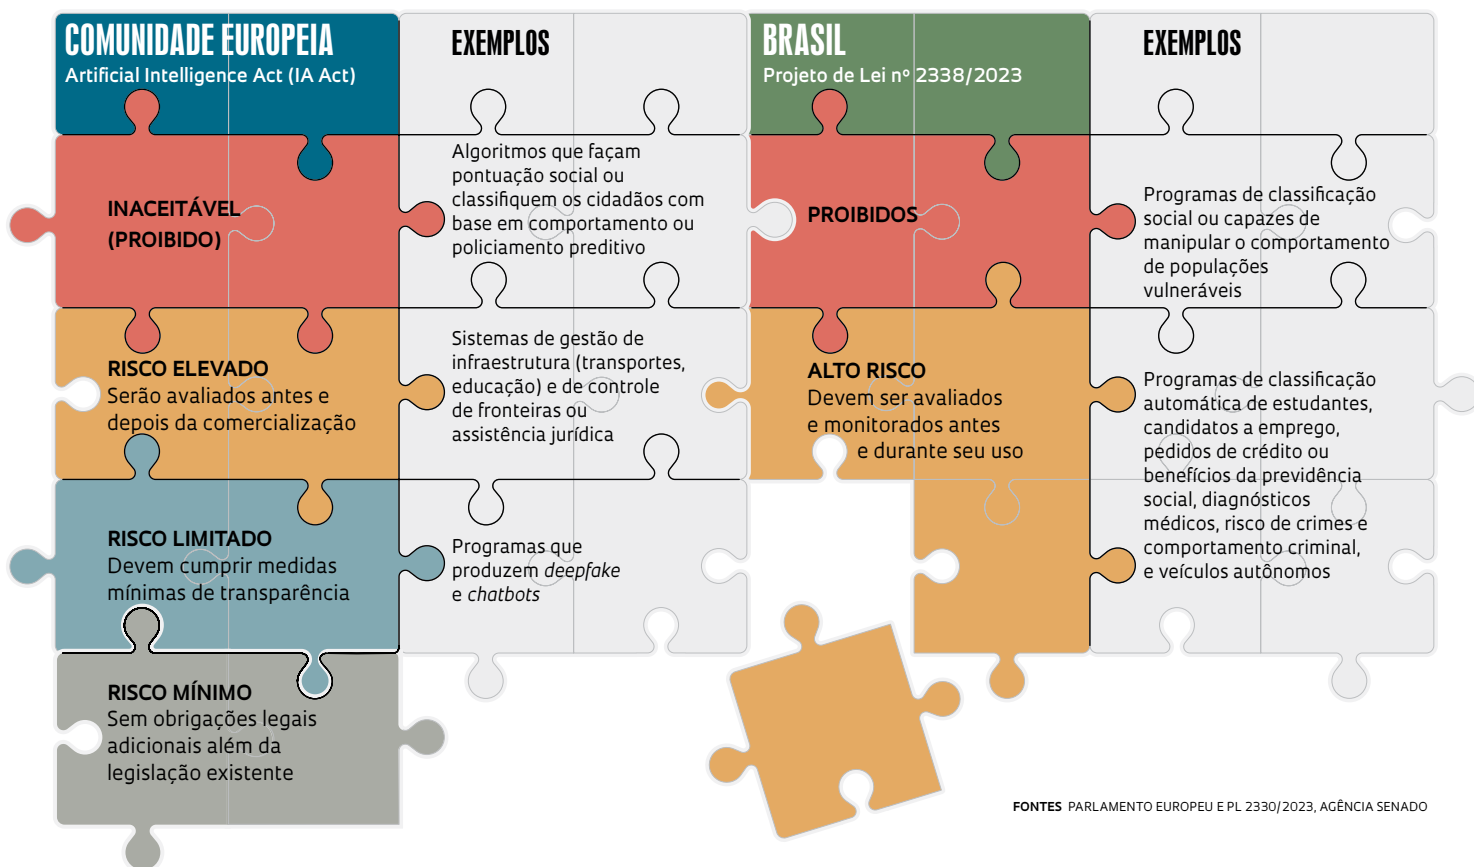 COMUNIDADE EUROPEIA
Artificial Intelligence Act (IA Act)
EXEMPLOS
INACEITÁVEL
(PROIBIDO)
Algoritmos que façam
pontuação social ou
classifiquem os cidadãos com
base em comportamento ou
policiamento preditivo
RISCO ELEVADO
Serão avaliados antes e
depois da comercialização
Sistemas de gestão de
infraestrutura (transportes,
educação) e de controle
de fronteiras ou
assistência jurídica
RISCO LIMITADO
Devem cumprir medidas
mínimas de transparência
Programas que
produzem deepfake
e chatbots
RISCO MÍNIMO
Sem obrigações legais
adicionais além da
legislação existente
BRASIL
Projeto de Lei nº 2338/2023
EXEMPLOS
PROIBIDOS
Programas de classificação
social ou capazes de
manipular o comportamento
de populações
vulneráveis
ALTO RISCO
Devem ser avaliados
e monitorados antes
e durante seu uso
Programas de classificação
automática de estudantes,
candidatos a emprego,
pedidos de crédito ou
benefícios da previdência
social, diagnósticos
médicos, risco de crimes e
comportamento criminal,
e veículos autônomos
FONTES PARLAMENTO EUROPEU E PL 2330/2023, AGÊNCIA SENADO